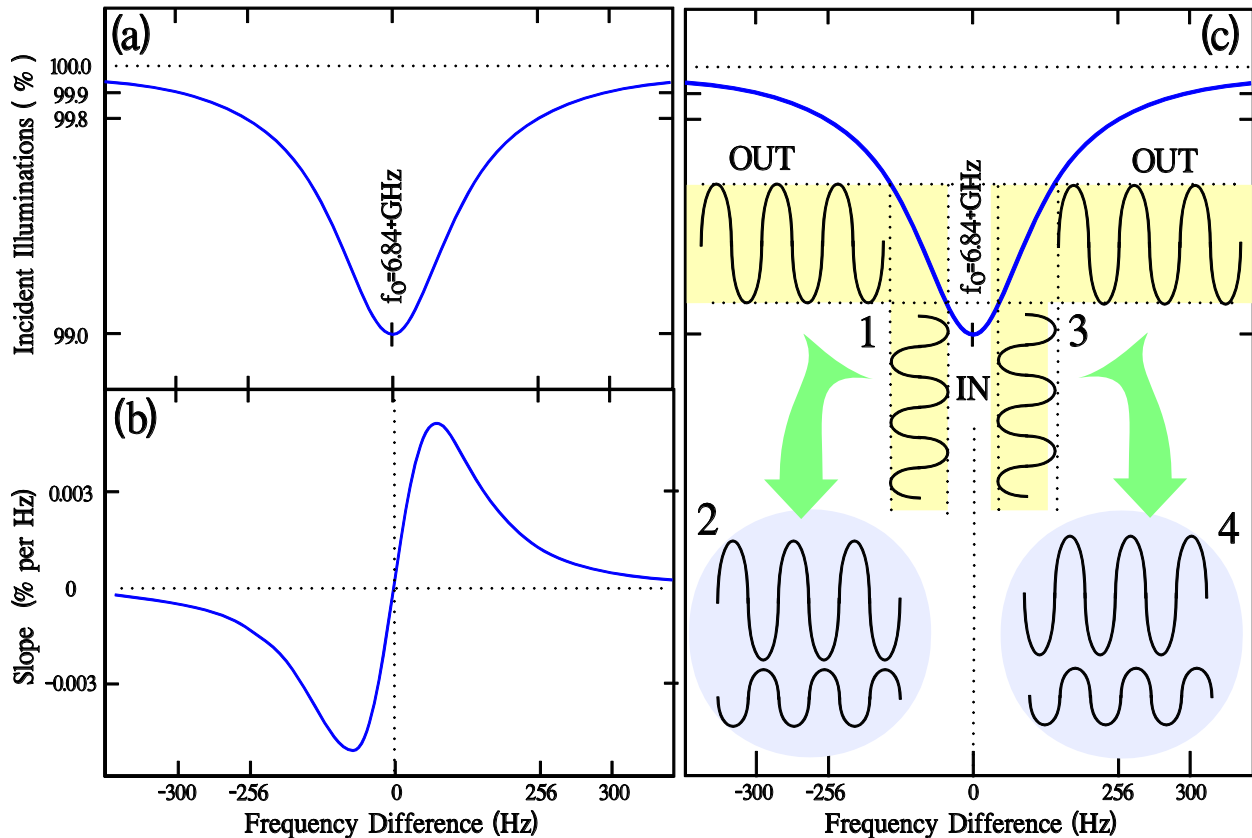 (a)
Incident Illuminations ( % )
100.0
99.9
99.8
99.0
f₀=6.84+GHz
(b)
Slope (% per Hz)
0.003
0
-0.003
-300 -256 0 256 300
Frequency Difference (Hz)
(c)
OUT
OUT
f₀=6.84+GHz
1
IN
3
2
4
-300 -256 0 256 300
Frequency Difference (Hz)